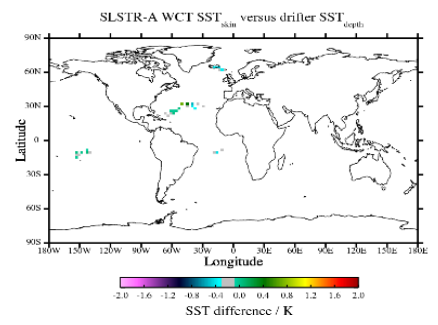 SLSTR-A WCT SST skin versus drifter SST depth
90N
60N
30N
0
30S
60S
90S
Latitude
180W 150W 120W 90W 60W 30W 0 30E 60E 90E 120E 150E 180E
Longitude
-2.0 -1.6 -1.2 -0.8 -0.4 0.0 0.4 0.8 1.2 1.6 2.0
SST difference / K